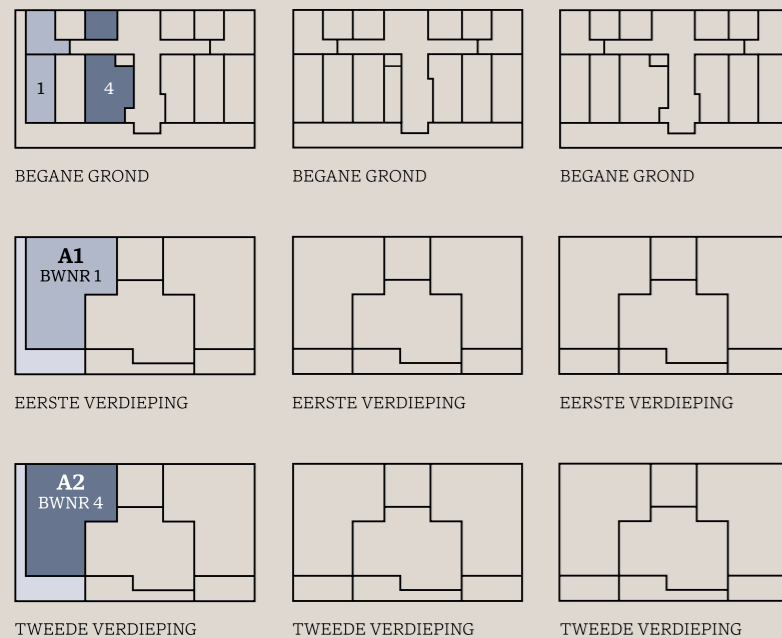 1
4
BEGANE GROND
BEGANE GROND
BEGANE GROND
A1
BWNR 1
EERSTE VERDIEPING
EERSTE VERDIEPING
EERSTE VERDIEPING
A2
BWNR 4
TWEEDE VERDIEPING
TWEEDE VERDIEPING
TWEEDE VERDIEPING